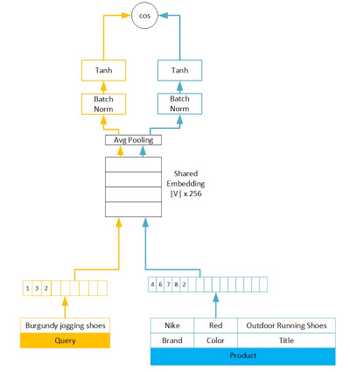 cos
Tanh Tanh
Batch Norm Batch Norm
Avg Pooling
Shared
Embedding
|V| x 256
1 3 2
4 6 7 8 2
Burgundy jogging shoes
Query
Nike Red Outdoor Running Shoes
Brand Color Title
Product